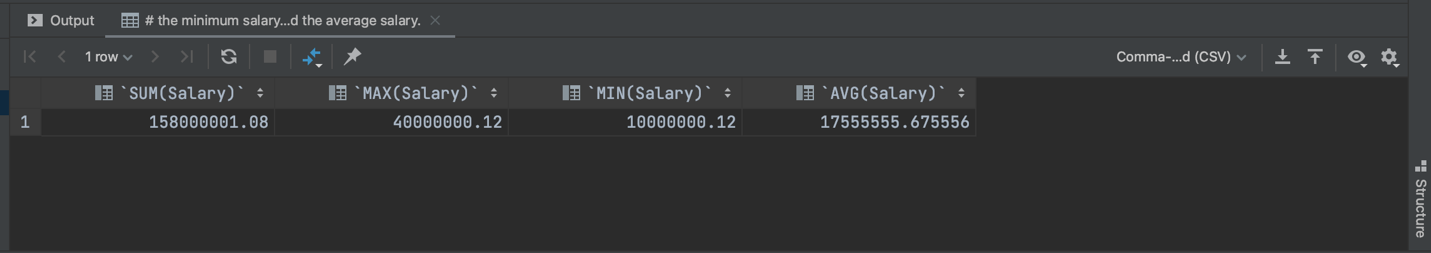 Output
# the minimum salary...d the average salary.
1 row
Comma-...d (CSV)
`SUM(Salary)` `MAX(Salary)` `MIN(Salary)` `AVG(Salary)`
1 158000001.08 40000000.12 10000000.12 17555555.675556
Structure